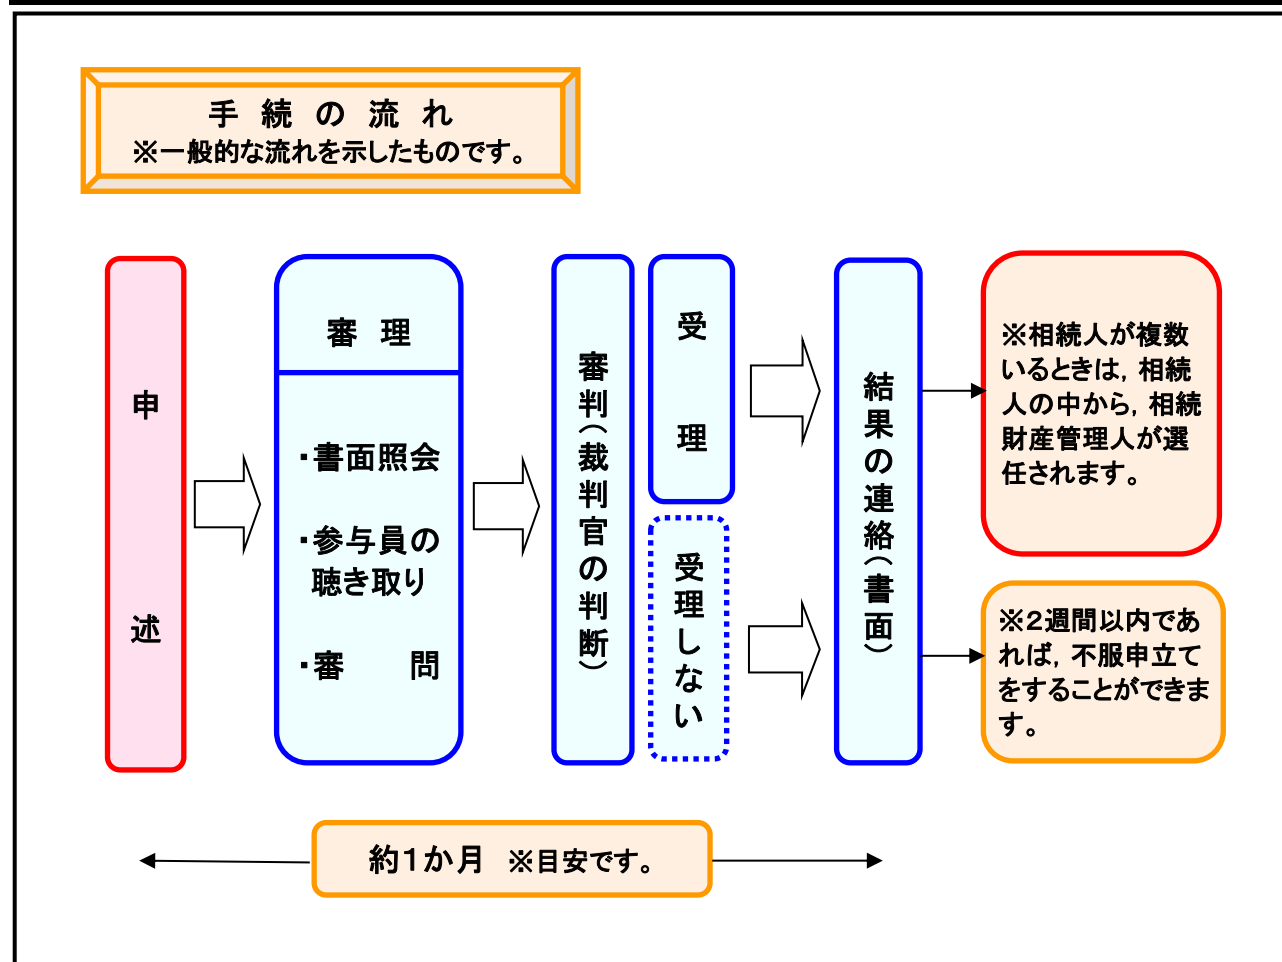 手 続 の 流 れ
※一般的な流れを示したものです。
申 述
審 理
・書面照会
・参与員の
聴き取り
・審 問
審判（裁判官の判断）
受 理
受理しない
結果の連絡（書面）
※相続人が複数
いるときは，相続
人の中から，相続
財産管理人が選
任されます。
※２週間以内であ
れば，不服申立て
をすることができま
す。
約１か月 ※目安です。